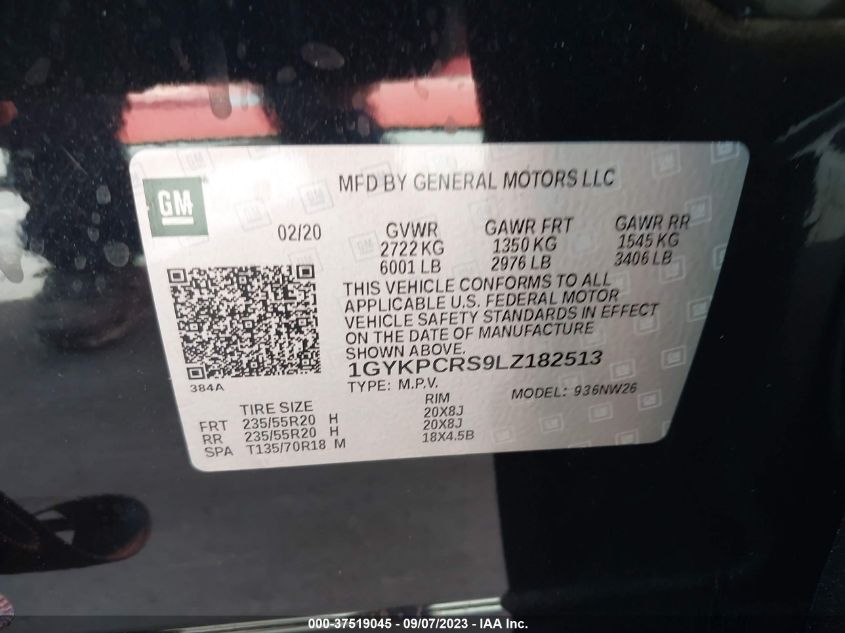 GM
MFD BY GENERAL MOTORS LLC
02/20 GVWR GAWR FRT GAWR RR
2722 KG 1350 KG 1545 KG
6001 LB 2976 LB 3406 LB
THIS VEHICLE CONFORMS TO ALL
APPLICABLE U.S. FEDERAL MOTOR
VEHICLE SAFETY STANDARDS IN EFFECT
ON THE DATE OF MANUFACTURE
SHOWN ABOVE.
1GYKPCRS9LZ182513
384A
TYPE: M.P.V. MODEL: 936NW26
TIRE SIZE RIM
FRT 235/55R20 H 20X8J
RR 235/55R20 H 20X8J
SPA T135/70R18 M 18X4.5B
000-37519045 - 09/07/2023 - IAA Inc.